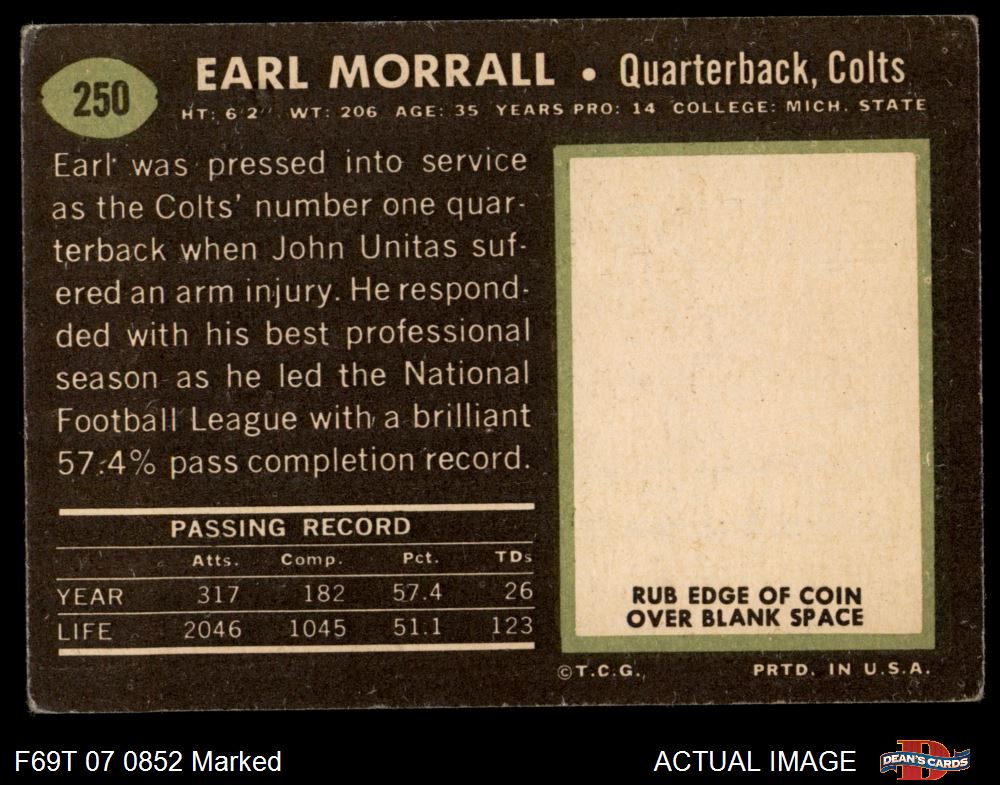 250
EARL MORRALL • Quarterback, Colts
HT: 6'2" WT: 206 AGE: 35 YEARS PRO: 14 COLLEGE: MICH. STATE
Earl was pressed into service
as the Colts' number one quar-
terback when John Unitas suf-
ered an arm injury. He respond-
ded with his best professional
season as he led the National
Football League with a brilliant
57.4% pass completion record.
PASSING RECORD
Atts. Comp. Pct. TDs
YEAR 317 182 57.4 26
LIFE 2046 1045 51.1 123
RUB EDGE OF COIN
OVER BLANK SPACE
©T.C.G. PRTD. IN U.S.A.
F69T 07 0852 Marked
ACTUAL IMAGE
D
DEAN'S CARDS